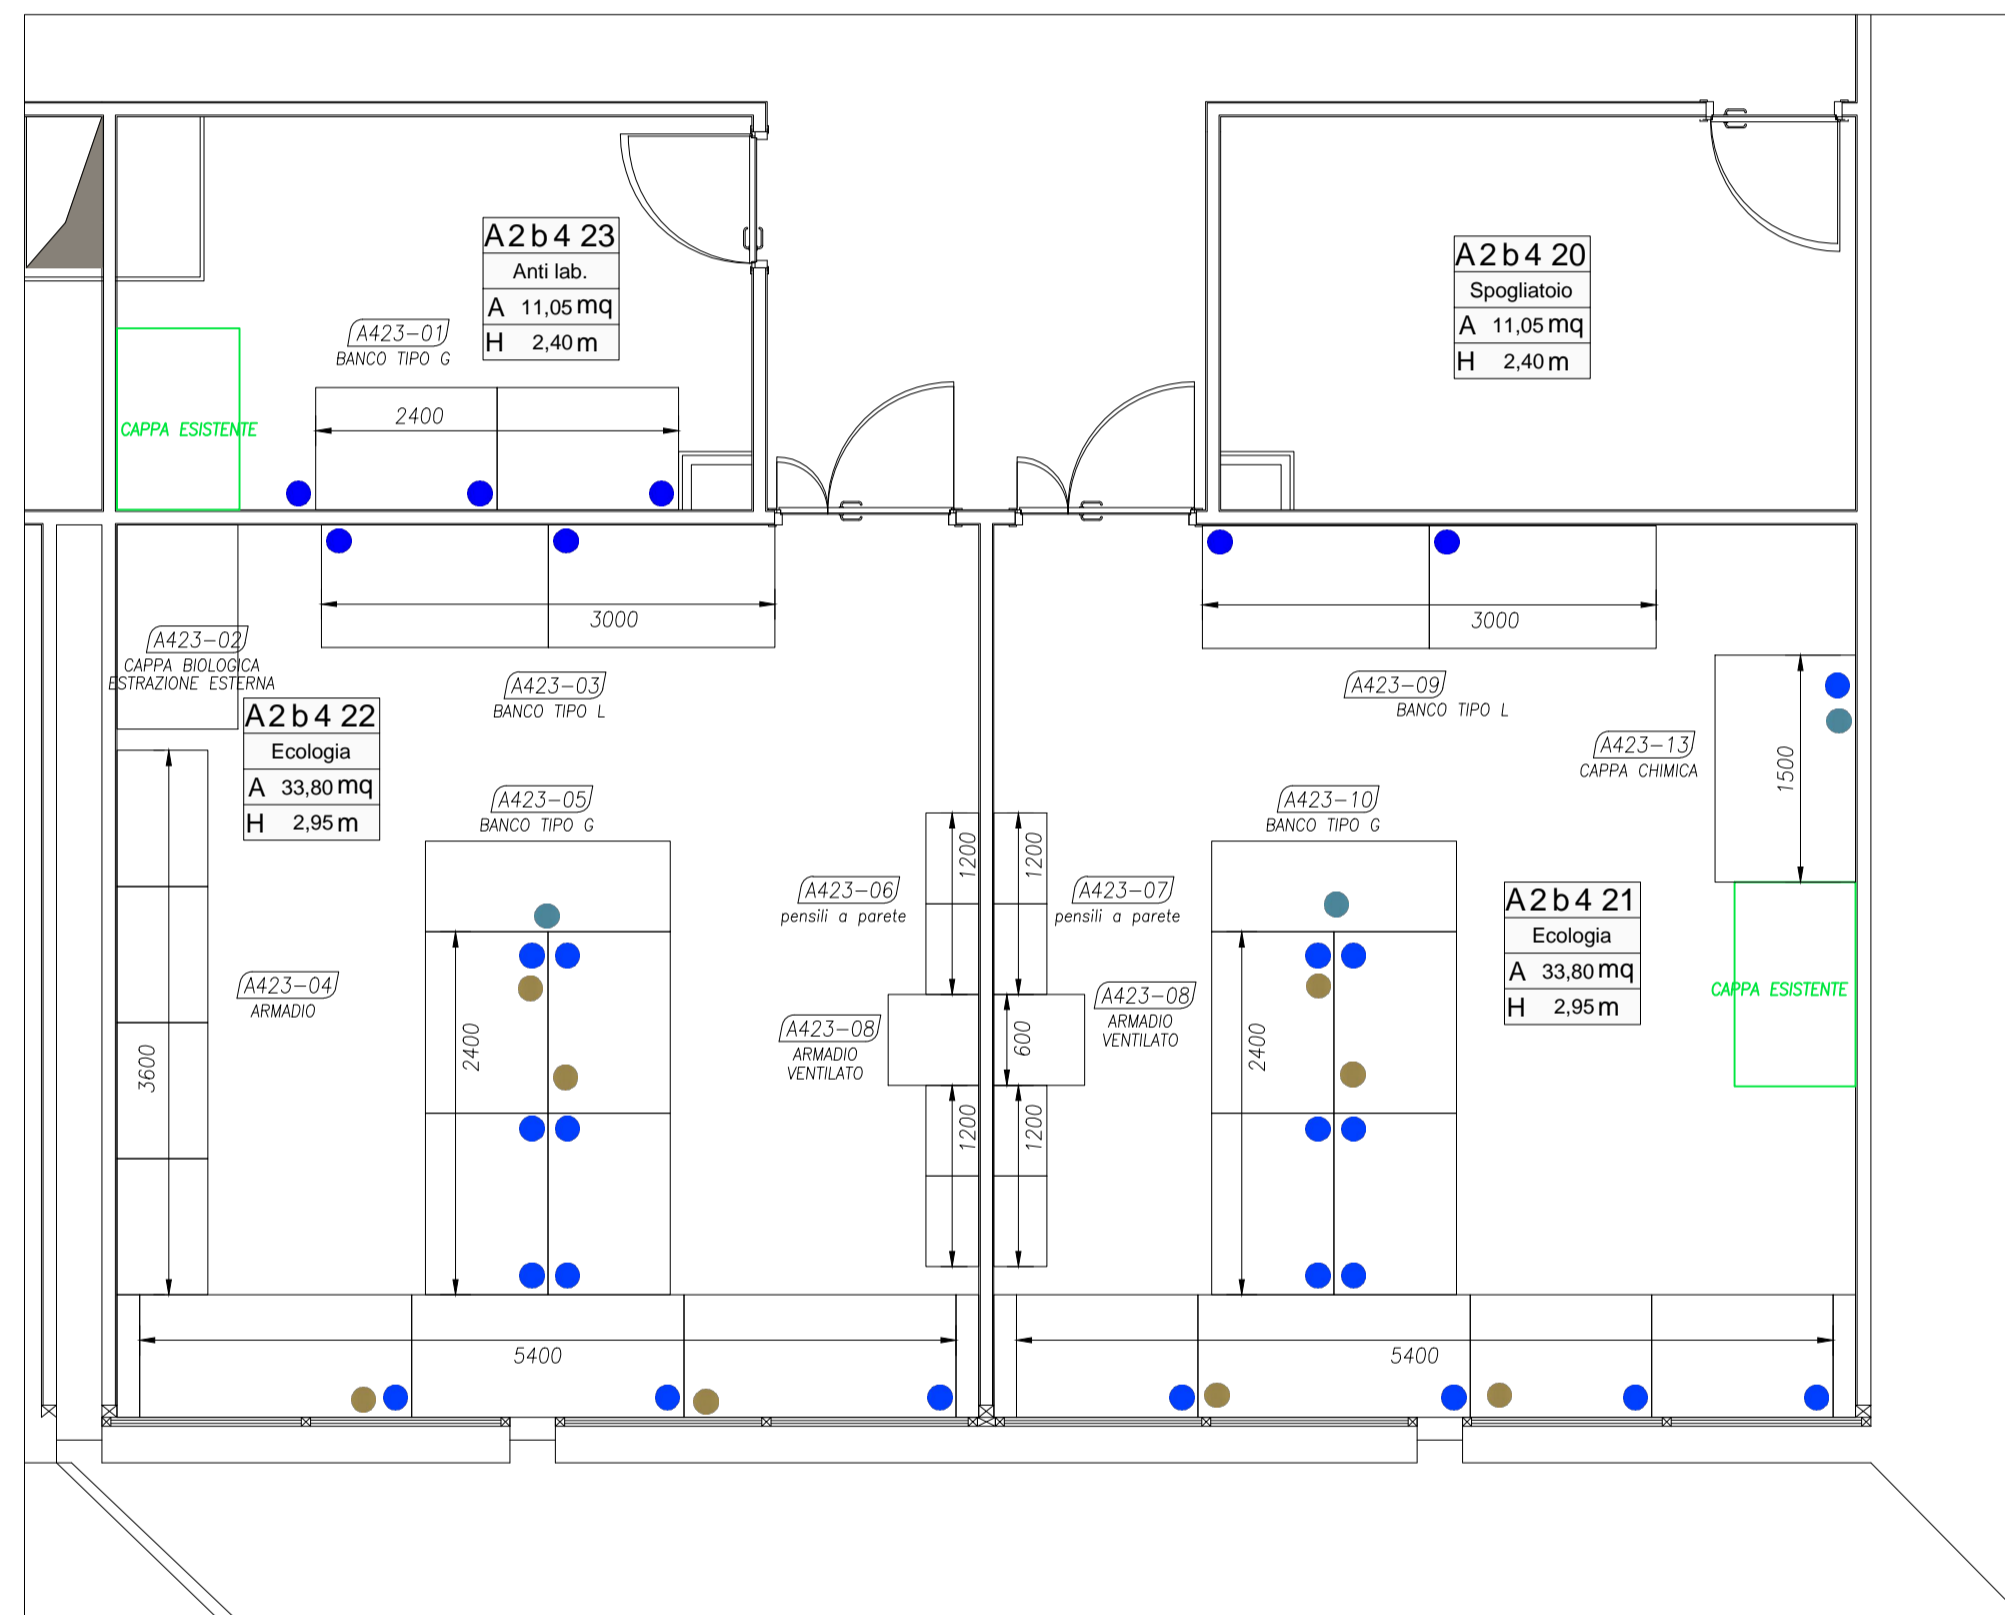 A2b4 23
Anti lab.
A 11,05 mq
H 2,40 m
A2b4 20
Spogliatoio
A 11,05 mq
H 2,40 m
A423-01
BANCO TIPO G
2400
CAPPA ESISTENTE
3000
3000
A423-02
CAPPA BIOLOGICA
ESTRAZIONE ESTERNA
A423-03
BANCO TIPO L
A423-09
BANCO TIPO L
A2b4 22
Ecologia
A 33,80 mq
H 2,95 m
A423-13
CAPPA CHIMICA
1500
A423-05
BANCO TIPO G
A423-10
BANCO TIPO G
1200
1200
A423-06
pensili a parete
A423-07
pensili a parete
A2b4 21
Ecologia
A 33,80 mq
H 2,95 m
A423-04
ARMADIO
CAPPA ESISTENTE
A423-08
ARMADIO
VENTILATO
A423-08
ARMADIO
VENTILATO
3600
2400
600
2400
1200
1200
5400
5400